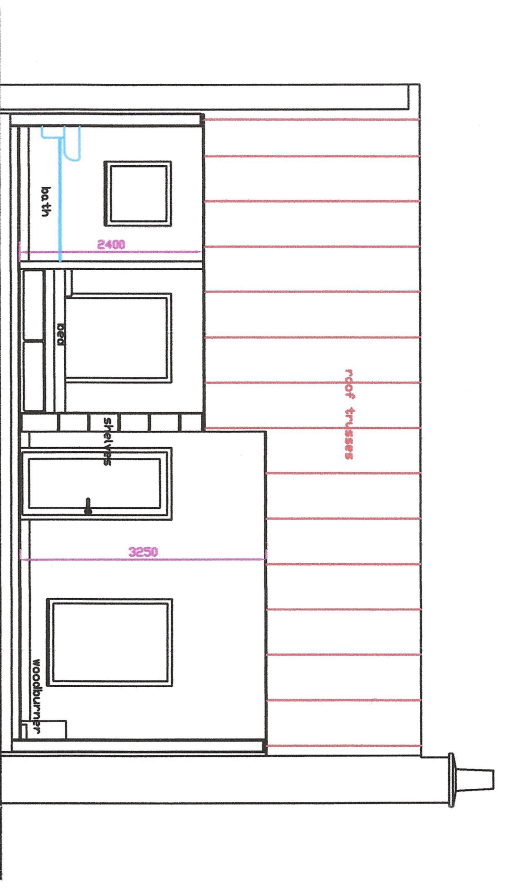 bath
2400
bed
shelves
roof trusses
3250
woodburner